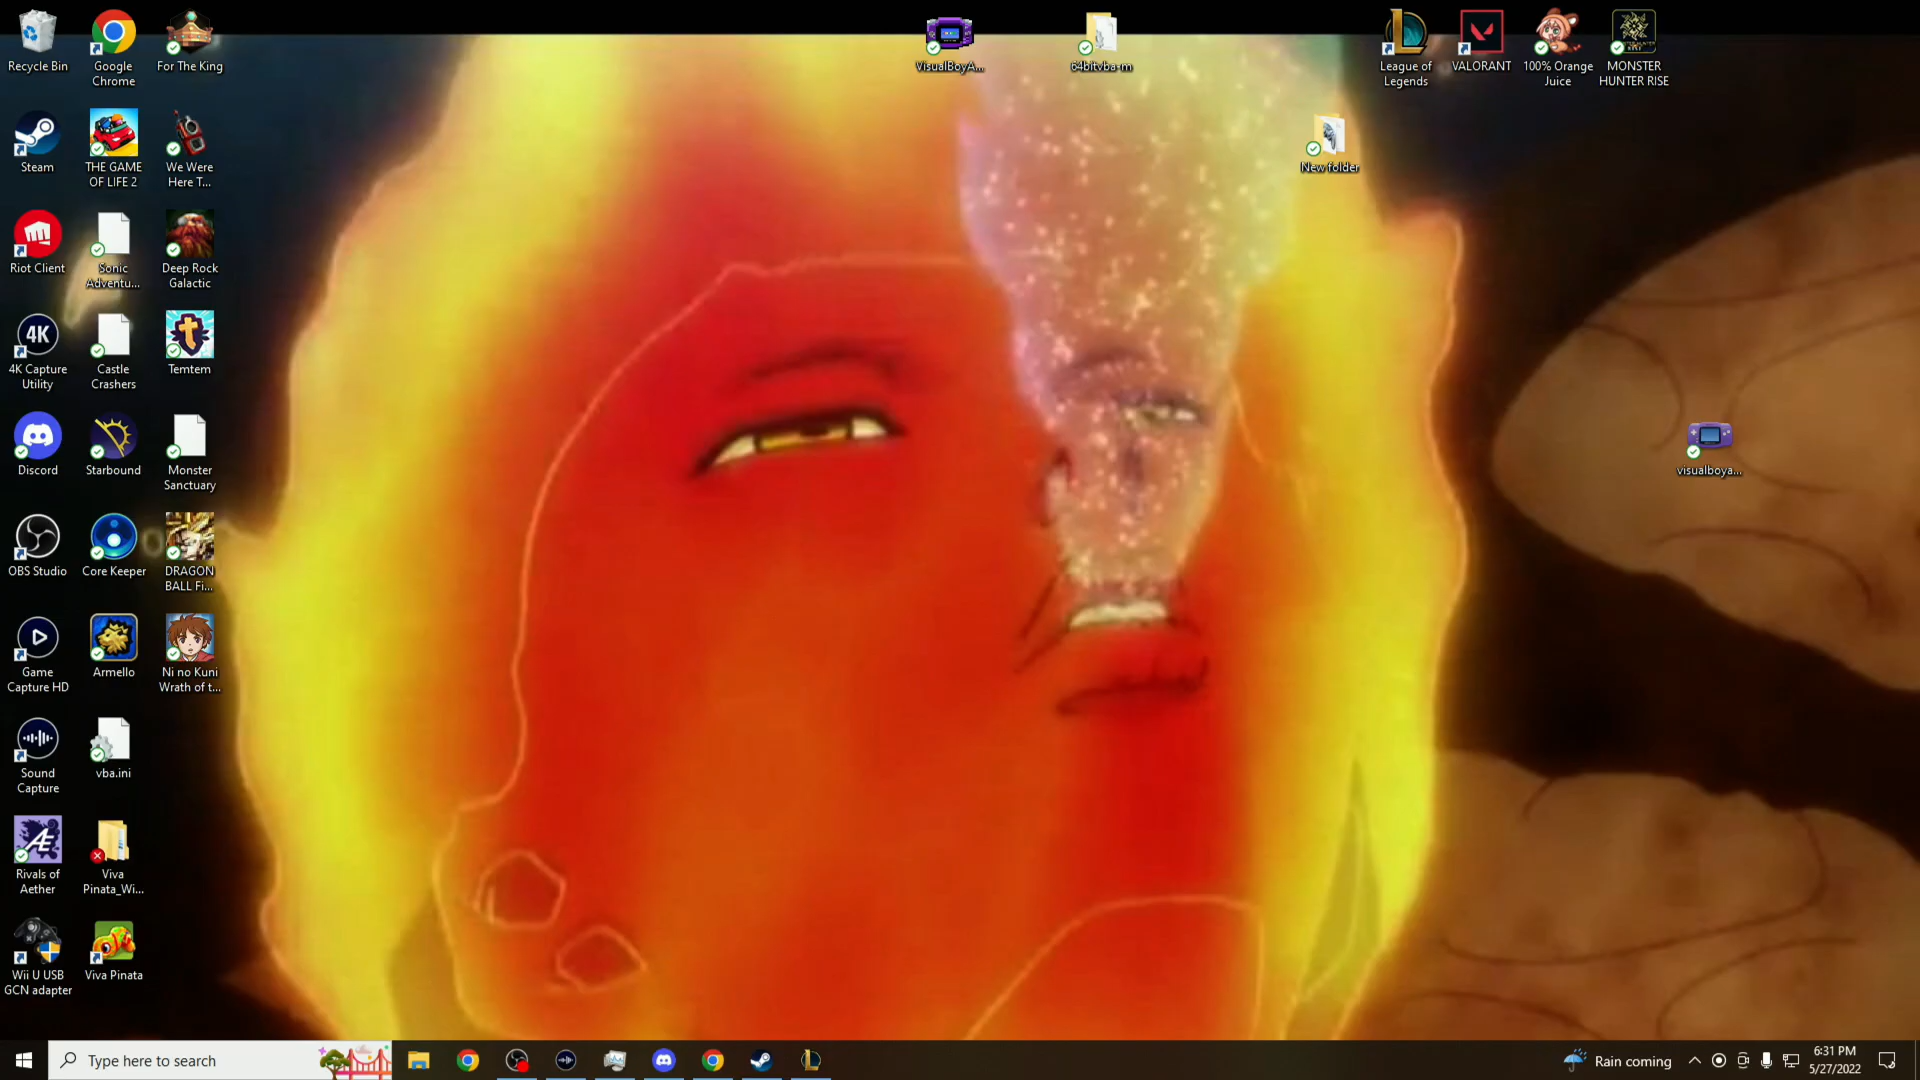 Recycle Bin
Google
Chrome
For The King
VisualBoyA...
64bitvba-m
League of
Legends
VALORANT
100% Orange
Juice
MONSTER
HUNTER RISE
Steam
THE GAME
OF LIFE 2
We Were
Here T...
New folder
Riot Client
Sonic
Adventu...
Deep Rock
Galactic
4K
4K Capture
Utility
Castle
Crashers
Temtem
Discord
Starbound
Monster
Sanctuary
visualboya...
OBS Studio
Core Keeper
DRAGON
BALL Fi...
Game
Capture HD
Armello
Ni no Kuni
Wrath of t...
Sound
Capture
vba.ini
Rivals of
Aether
Viva
Pinata_Wi...
Wii U USB
GCN adapter
Viva Pinata
Type here to search
Rain coming
6:31 PM
5/27/2022